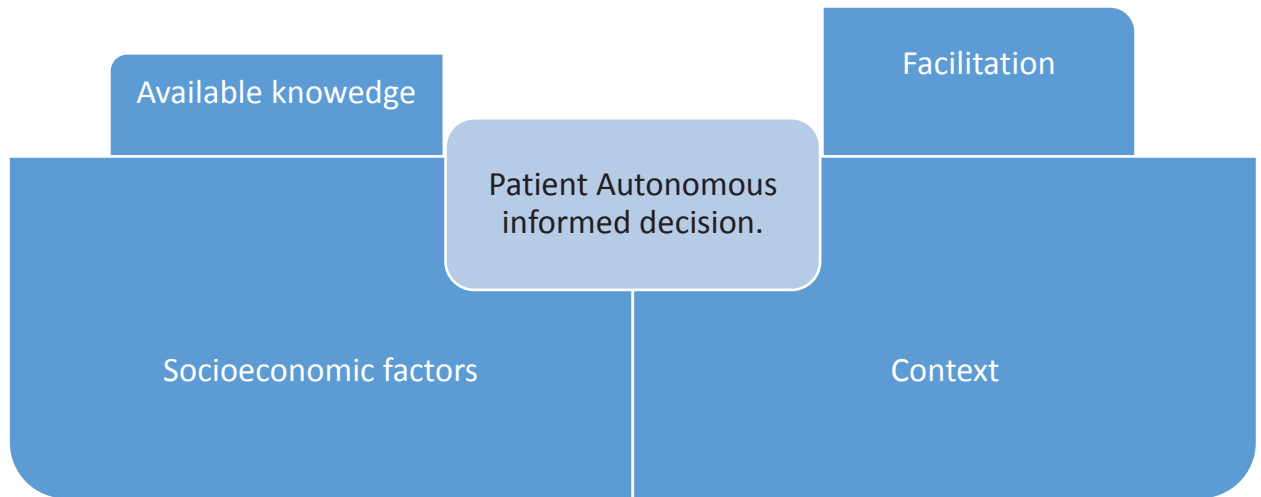 Available knowedge
Facilitation
Patient Autonomous
informed decision.
Socioeconomic factors
Context